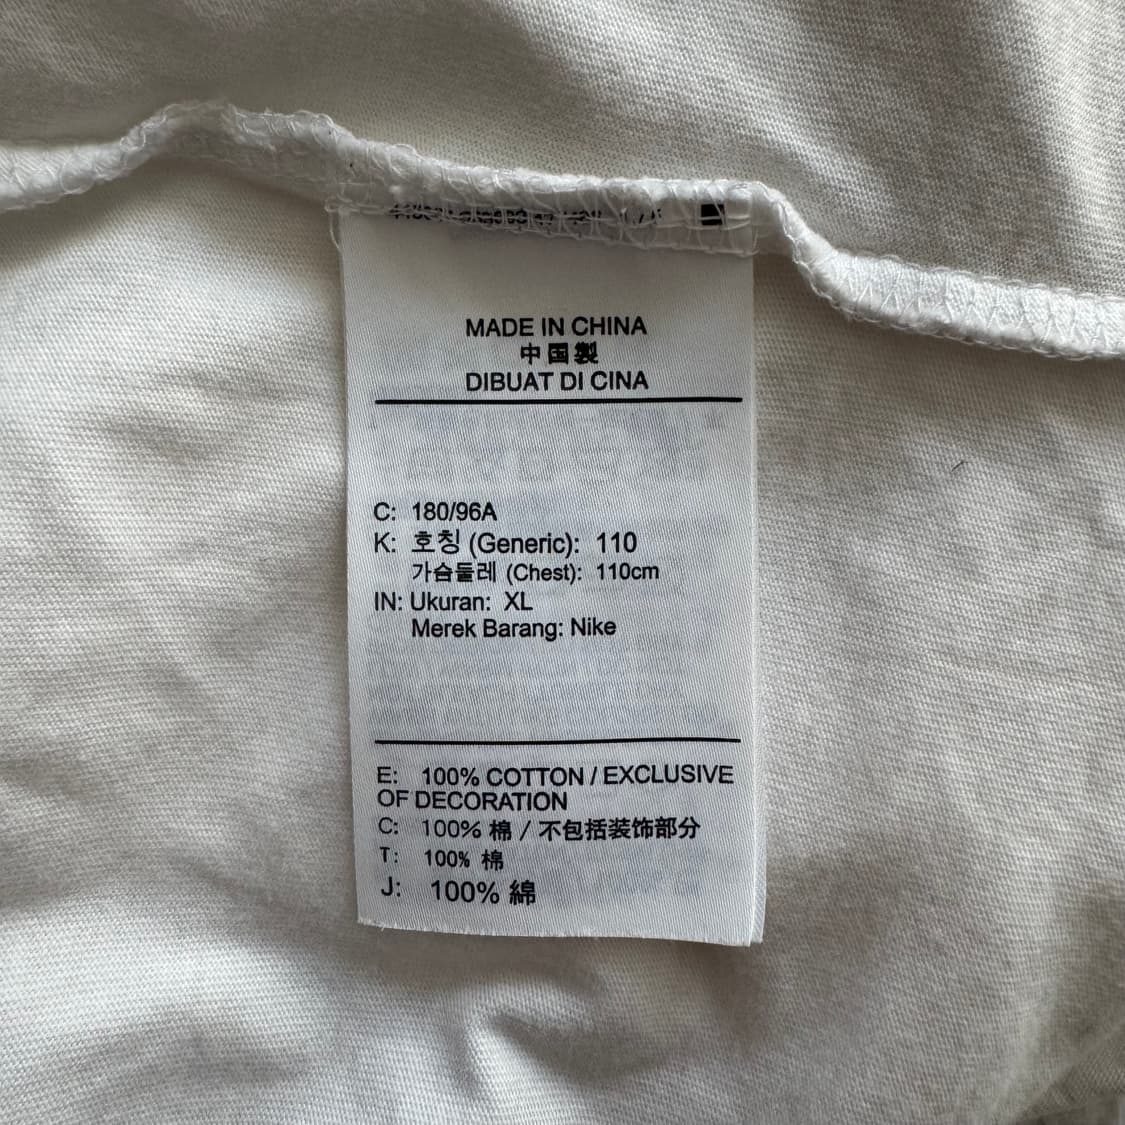 MADE IN CHINA
中国製
DIBUAT DI CINA
C: 180/96A
K: 호칭 (Generic): 110
가슴둘레 (Chest): 110cm
IN: Ukuran: XL
Merek Barang: Nike
E: 100% COTTON / EXCLUSIVE
OF DECORATION
C: 100% 棉 / 不包括装饰部分
T: 100% 棉
J: 100% 綿